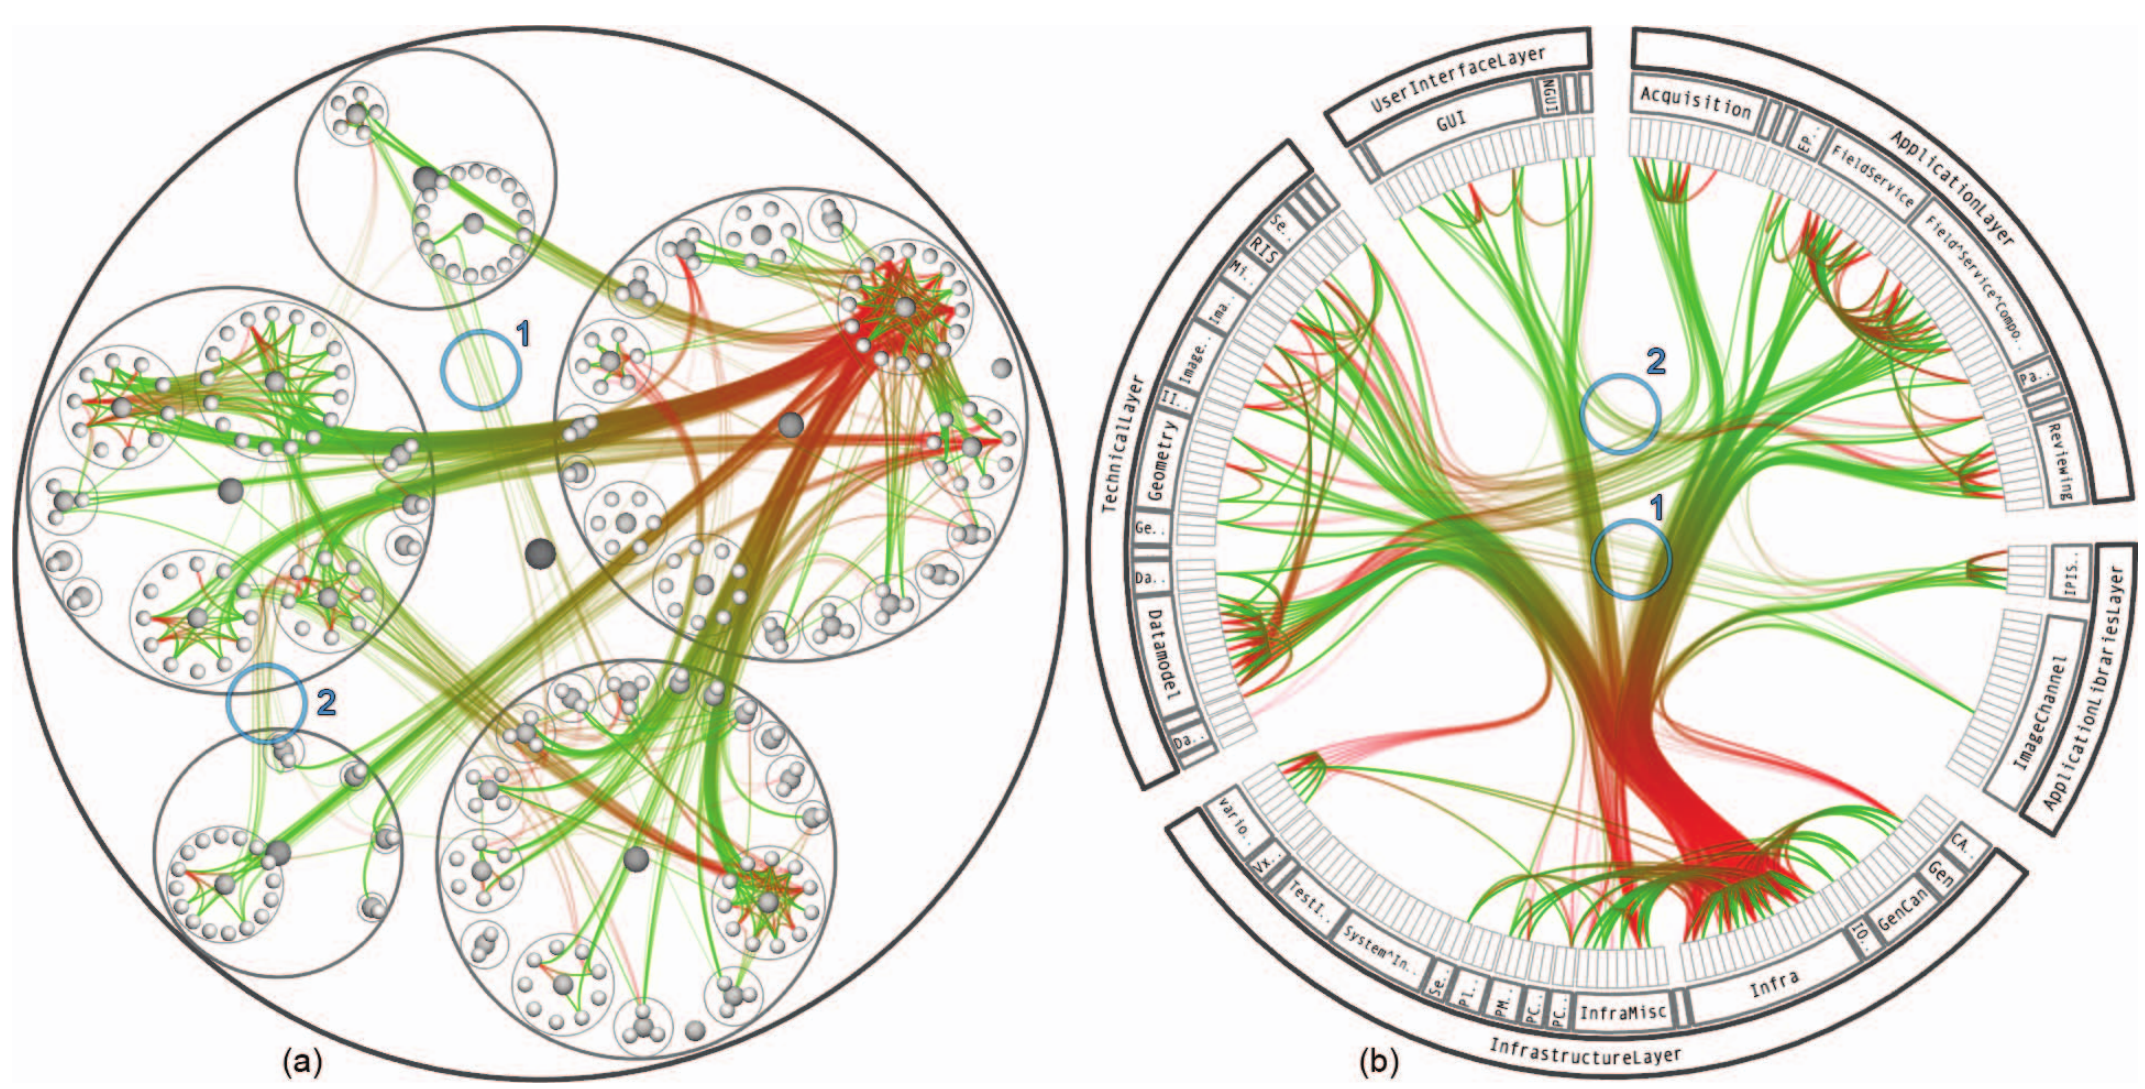 1
2
(a)
UserInterfaceLayer
GUI
NGUI
Acquisition
EP..
FieldService
Field^Service^Compo..
Pa..
Reviewing
ApplicationLayer
IPIS..
ImageChannel
ApplicationLibrariesLayer
CA..
Gen
GenCan
IO..
Infra
InfraMisc
PC..
PC..
PM..
Pl..
Se..
System^In..
TestI..
Vx..
vario..
InfrastructureLayer
Da..
Datamodel
Da..
Ge..
Geometry
II..
Image..
Ima..
Mi..
RIS
Se..
TechnicalLayer
2
1
(b)